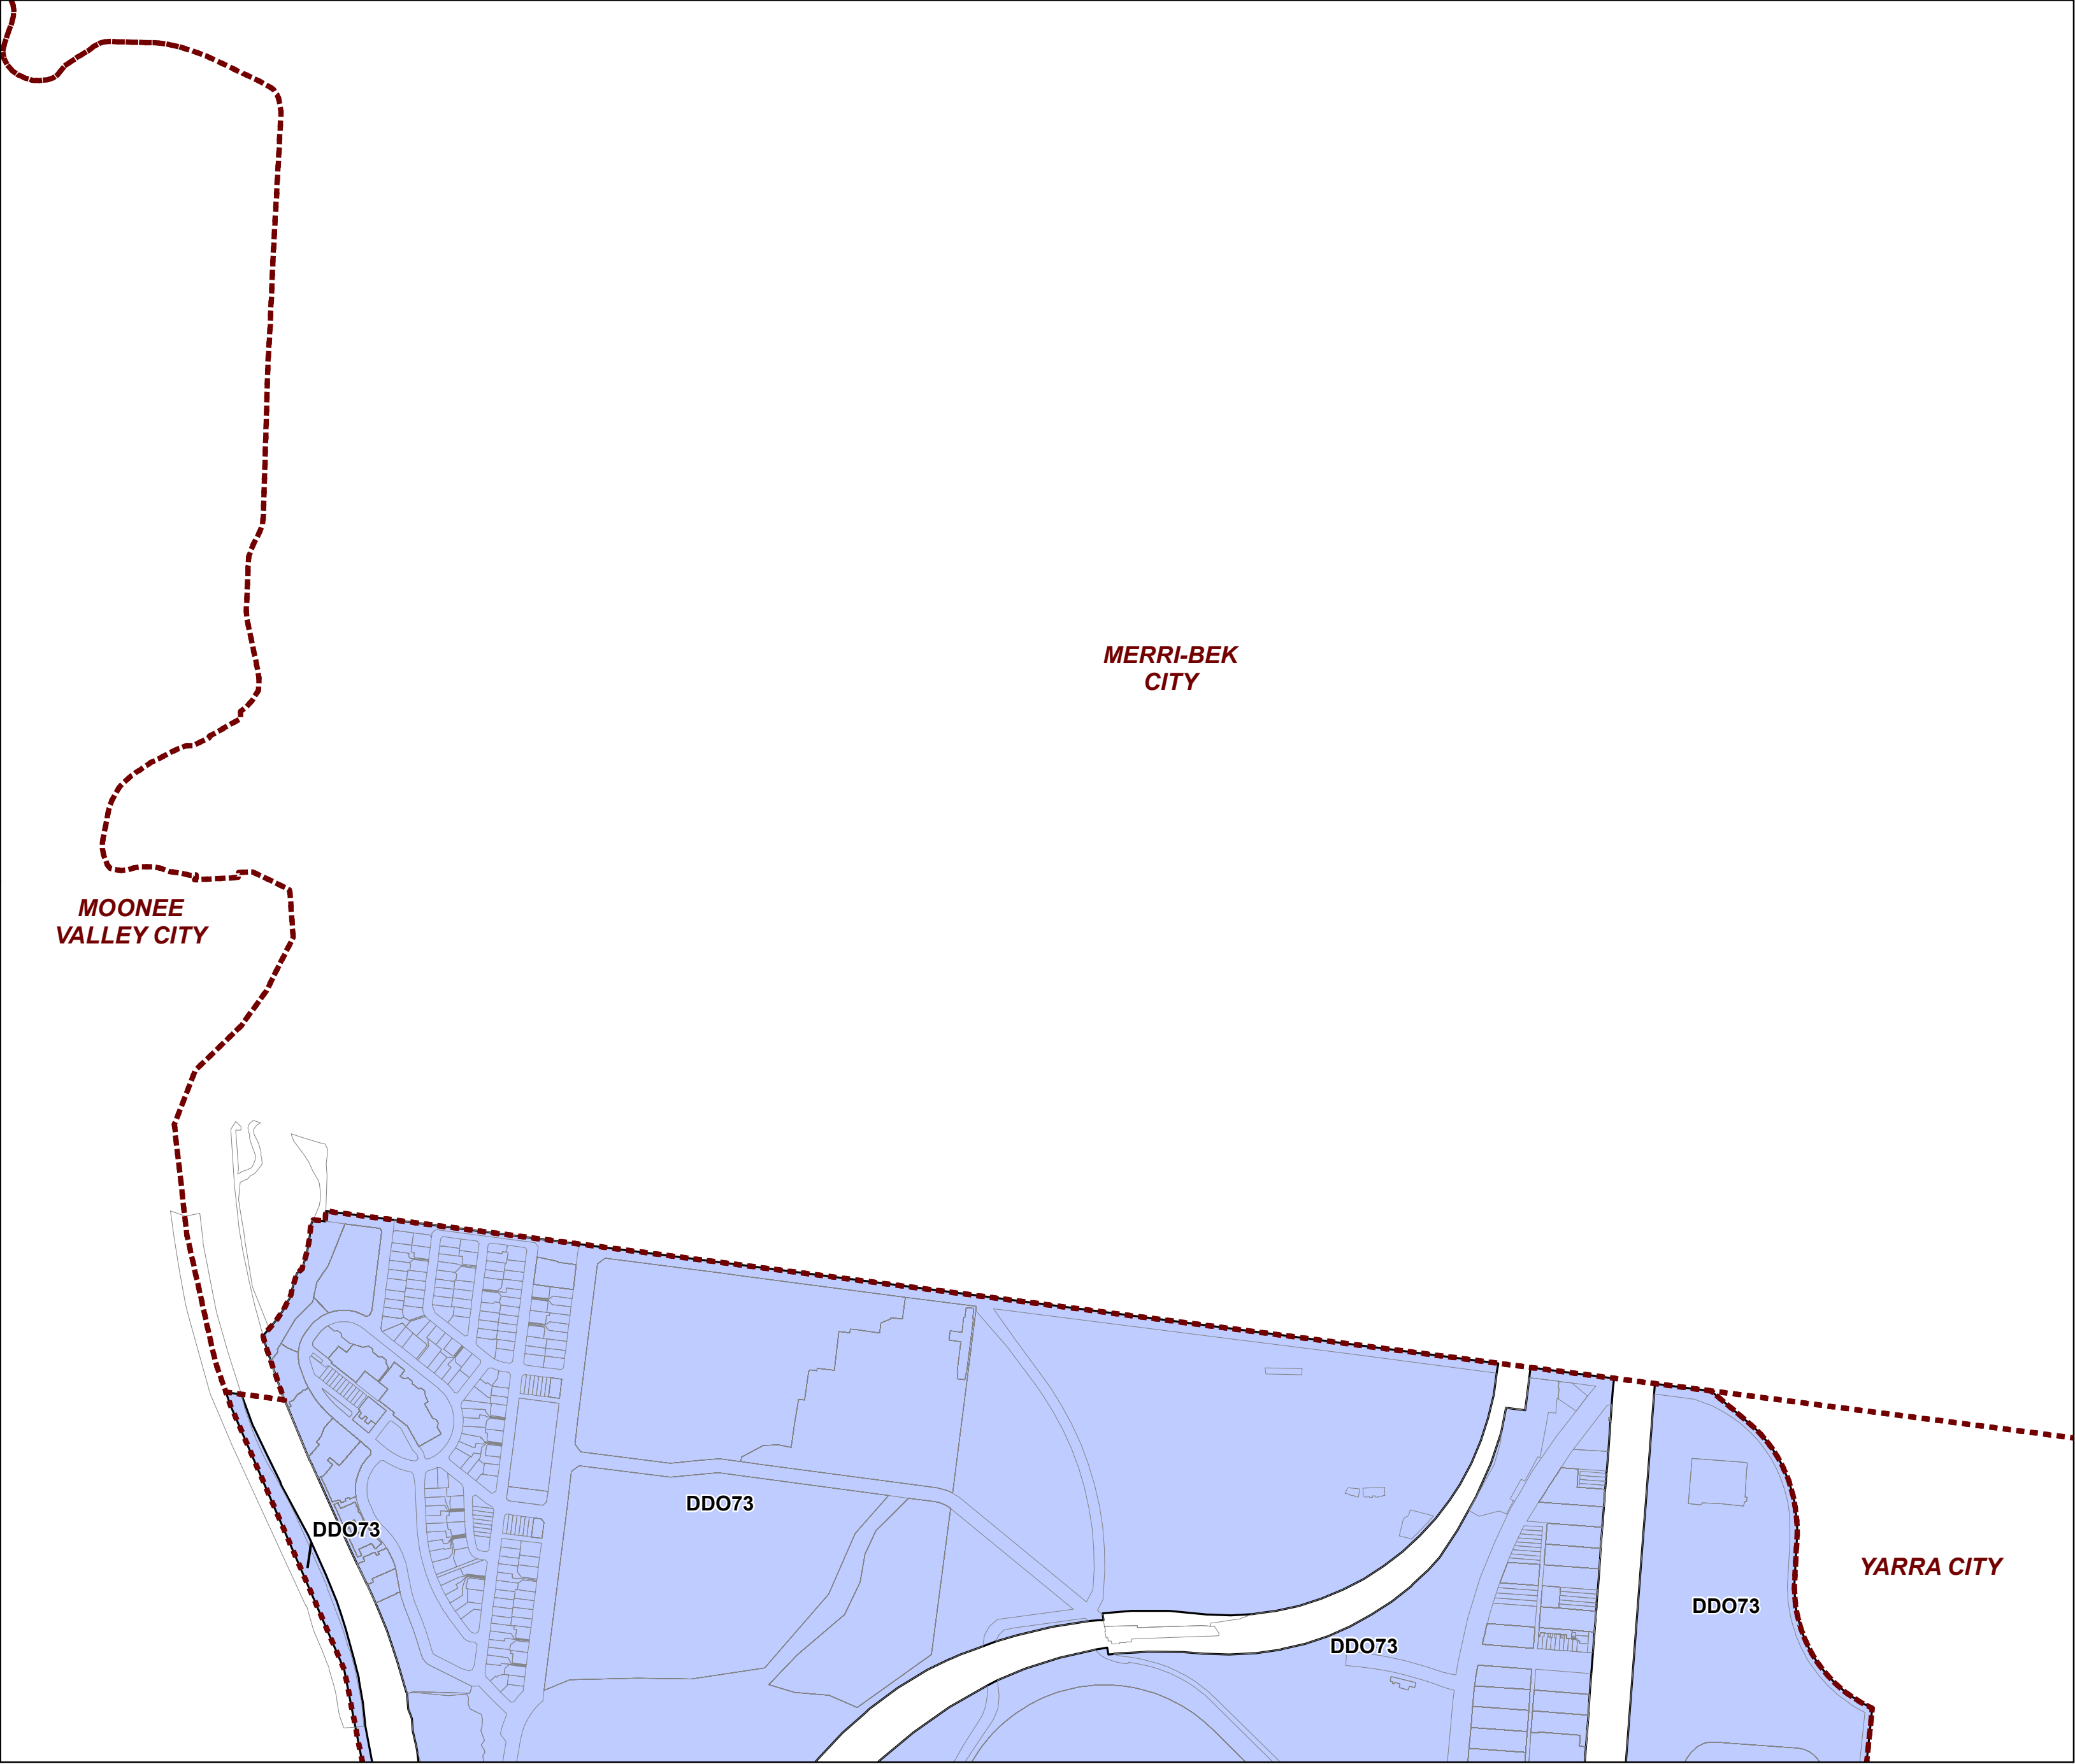 MERRI-BEK
CITY
MOONEE
VALLEY CITY
DDO73
DDO73
YARRA CITY
DDO73
DDO73